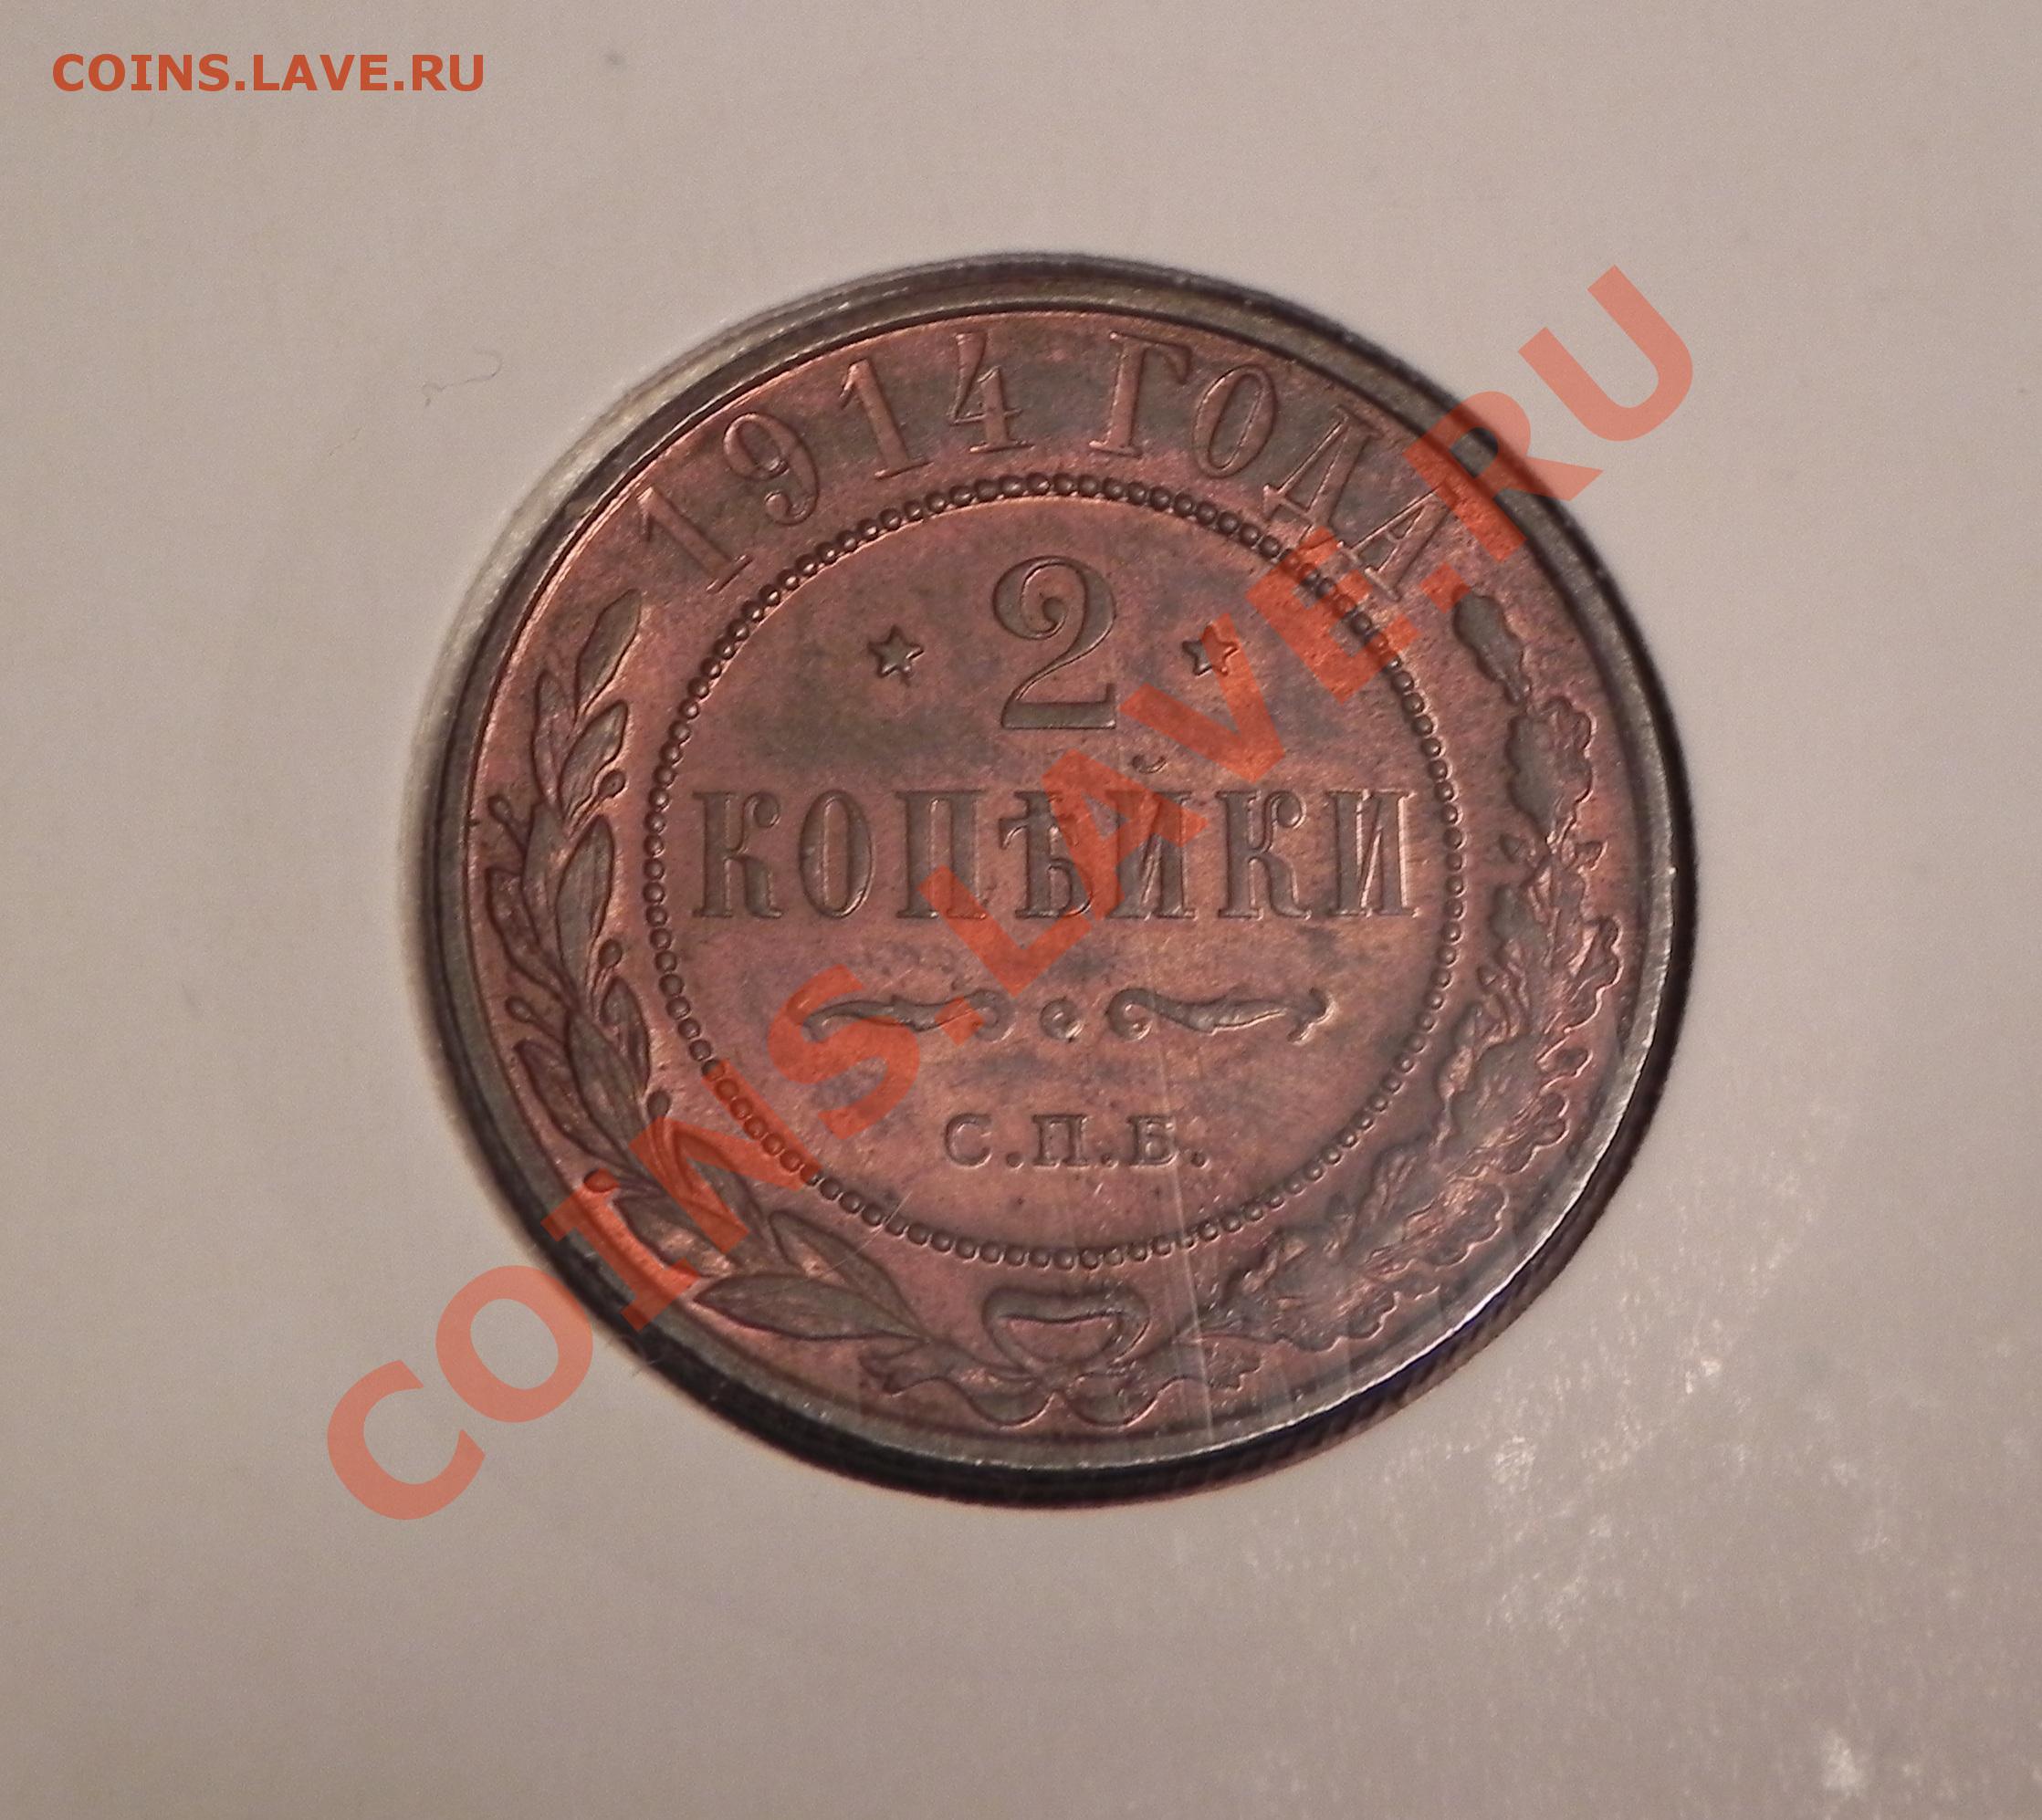 COINS.LAVE.RU
1914 ГОДА
2
КОПѢЙКИ
С.П.Б.
COINS.LAVE.RU